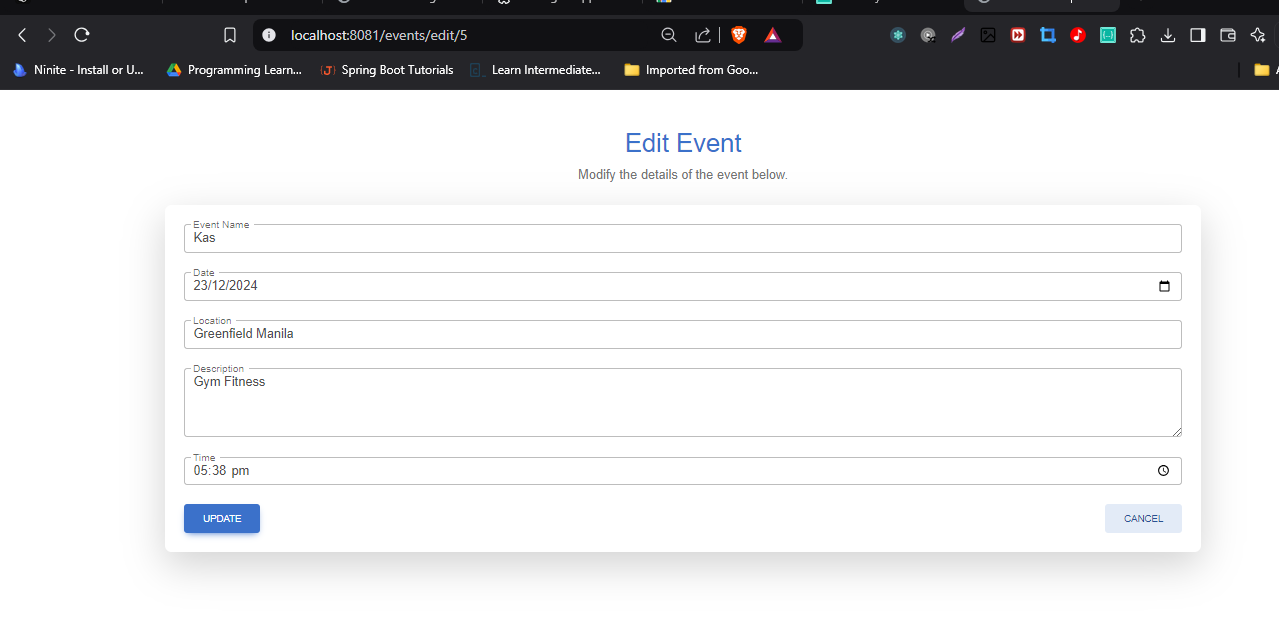 localhost:8081/events/edit/5
Ninite - Install or U... Programming Learn... Spring Boot Tutorials Learn Intermediate... Imported from Goo...
Edit Event
Modify the details of the event below.
Event Name
Kas
Date
23/12/2024
Location
Greenfield Manila
Description
Gym Fitness
Time
05:38 pm
UPDATE CANCEL